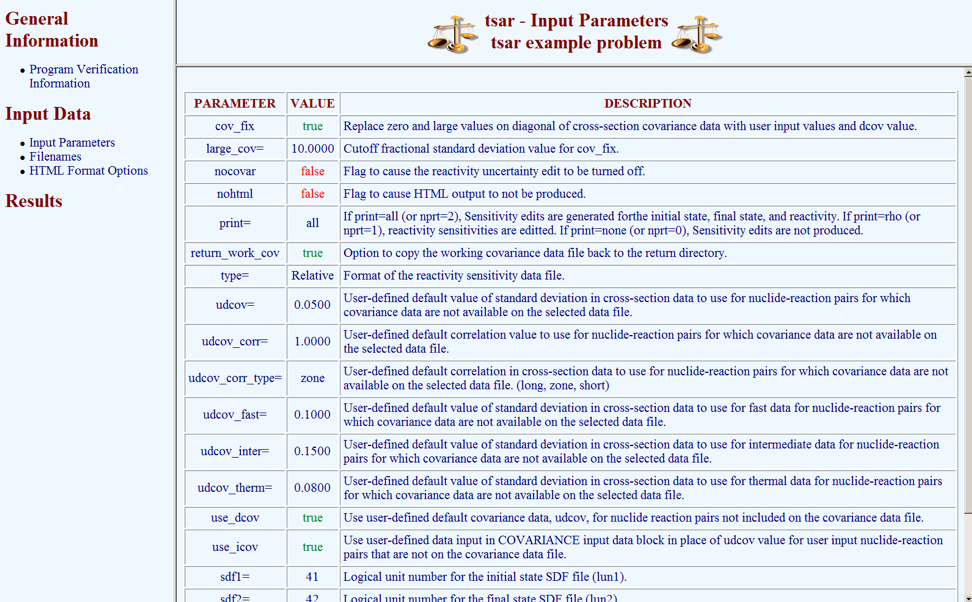 General
Information
Program Verification
Information
Input Data
Input Parameters
Filenames
HTML Format Options
Results
tsar - Input Parameters
tsar example problem
PARAMETER VALUE DESCRIPTION
cov_fix true Replace zero and large values on diagonal of cross-section covariance data with user input values and dcov value.
large_cov= 10.0000 Cutoff fractional standard deviation value for cov_fix.
nocovar false Flag to cause the reactivity uncertainty edit to be turned off.
nohtml false Flag to cause HTML output to not be produced.
print= all If print=all (or nprt=2), Sensitivity edits are generated forthe initial state, final state, and reactivity. If print=rho (or
nprt=1), reactivity sensitivities are editted. If print=none (or nprt=0), Sensitivity edits are not produced.
return_work_cov true Option to copy the working covariance data file back to the return directory.
type= Relative Format of the reactivity sensitivity data file.
udcov= 0.0500 User-defined default value of standard deviation in cross-section data to use for nuclide-reaction pairs for which
covariance data are not available on the selected data file.
udcov_corr= 1.0000 User-defined default correlation value to use for nuclide-reaction pairs for which covariance data are not available on
the selected data file.
udcov_corr_type= zone User-defined default correlation in cross-section data to use for nuclide-reaction pairs for which covariance data are not
available on the selected data file. (long, zone, short)
udcov_fast= 0.1000 User-defined default value of standard deviation in cross-section data to use for fast data for nuclide-reaction pairs for
which covariance data are not available on the selected data file.
udcov_inter= 0.1500 User-defined default value of standard deviation in cross-section data to use for intermediate data for nuclide-reaction
pairs for which covariance data are not available on the selected data file.
udcov_therm= 0.0800 User-defined default value of standard deviation in cross-section data to use for thermal data for nuclide-reaction pairs
for which covariance data are not available on the selected data file.
use_dcov true Use user-defined default covariance data, udcov, for nuclide reaction pairs not included on the covariance data file.
use_icov true Use user-defined data input in COVARIANCE input data block in place of udcov value for user input nuclide-reaction
pairs that are not on the covariance data file.
sdf1= 41 Logical unit number for the initial state SDF file (lun1).
sdf2= 42 Logical unit number for the final state SDF file (lun2).